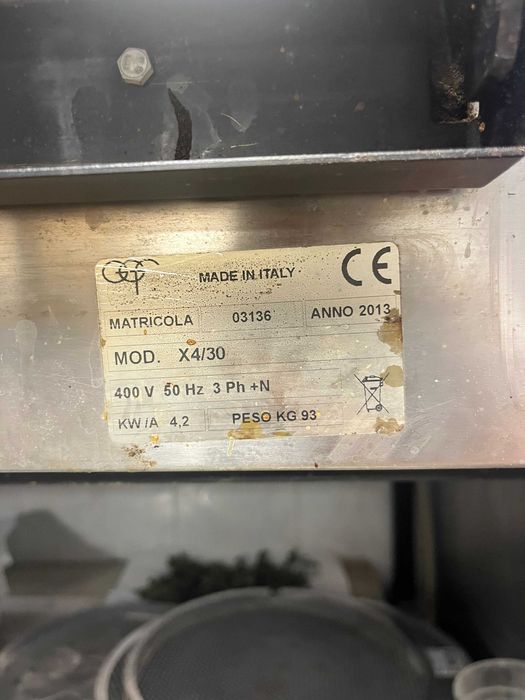 MADE IN ITALY CE
MATRICOLA 03136 ANNO 2013
MOD. X4/30
400 V 50 Hz 3 Ph +N
KW/A 4,2 PESO KG 93